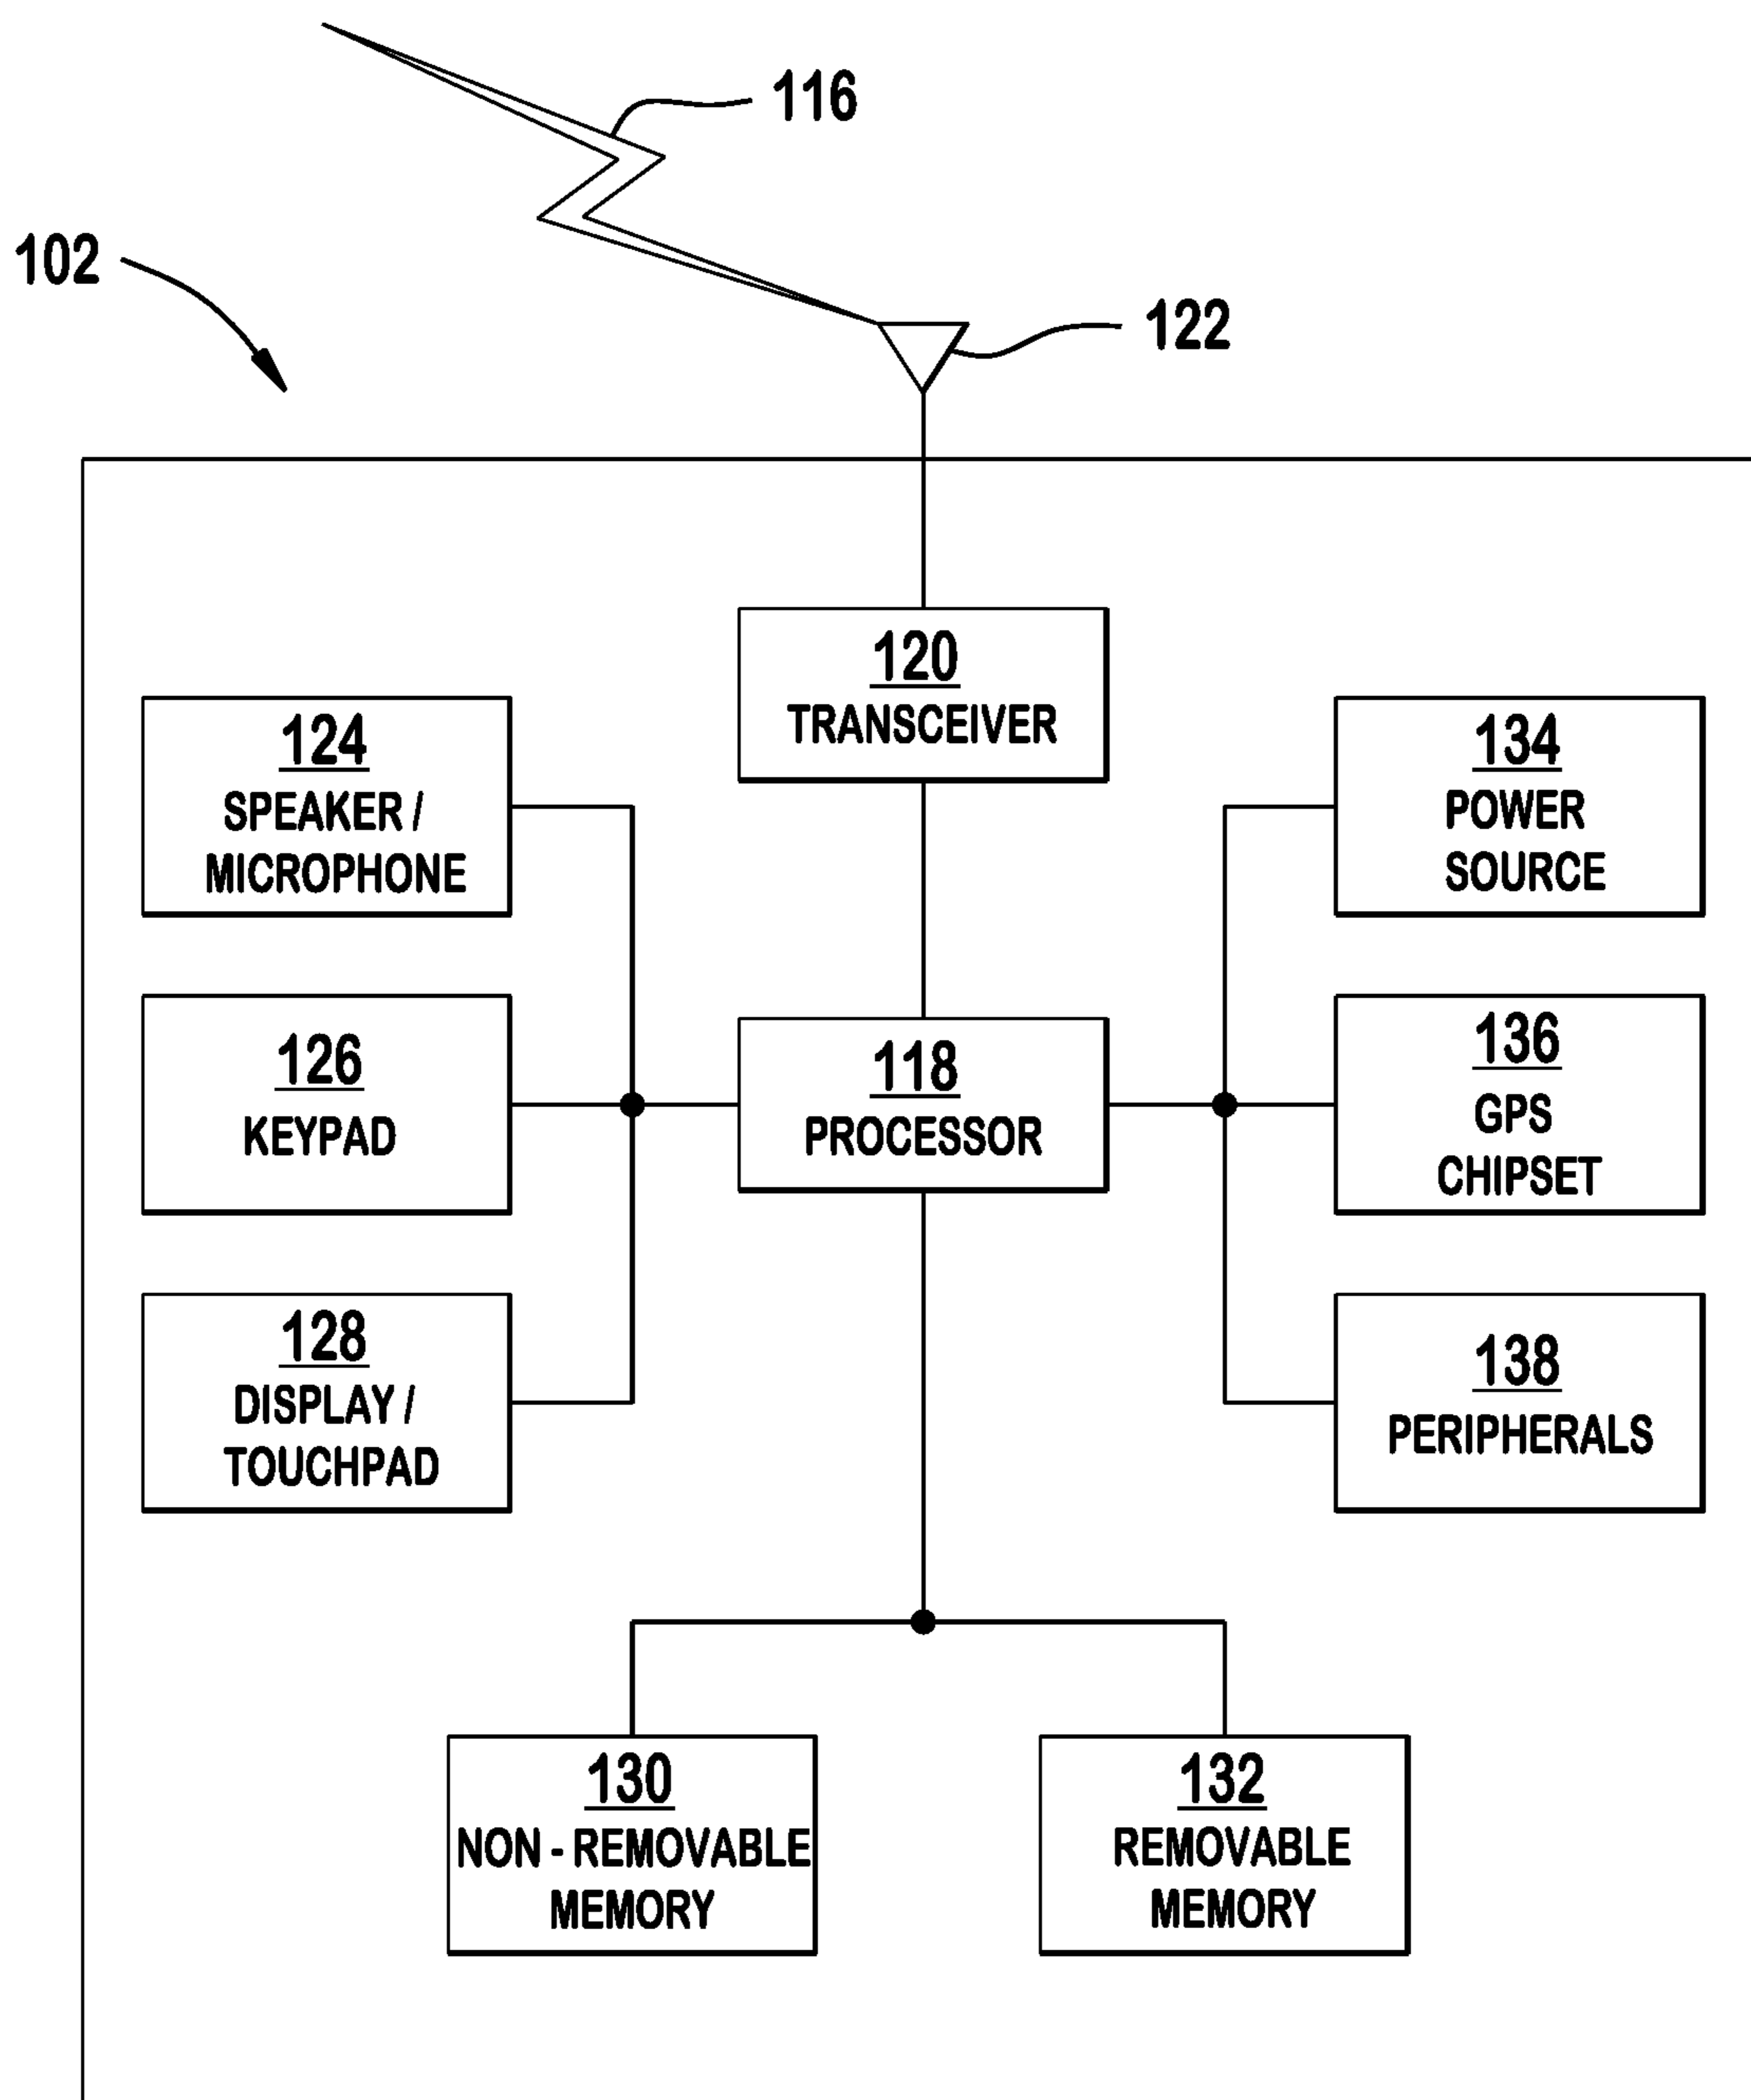 116
102
122
120
TRANSCEIVER
124
SPEAKER /
MICROPHONE
134
POWER
SOURCE
126
KEYPAD
118
PROCESSOR
136
GPS
CHIPSET
128
DISPLAY /
TOUCHPAD
138
PERIPHERALS
130
NON - REMOVABLE
MEMORY
132
REMOVABLE
MEMORY